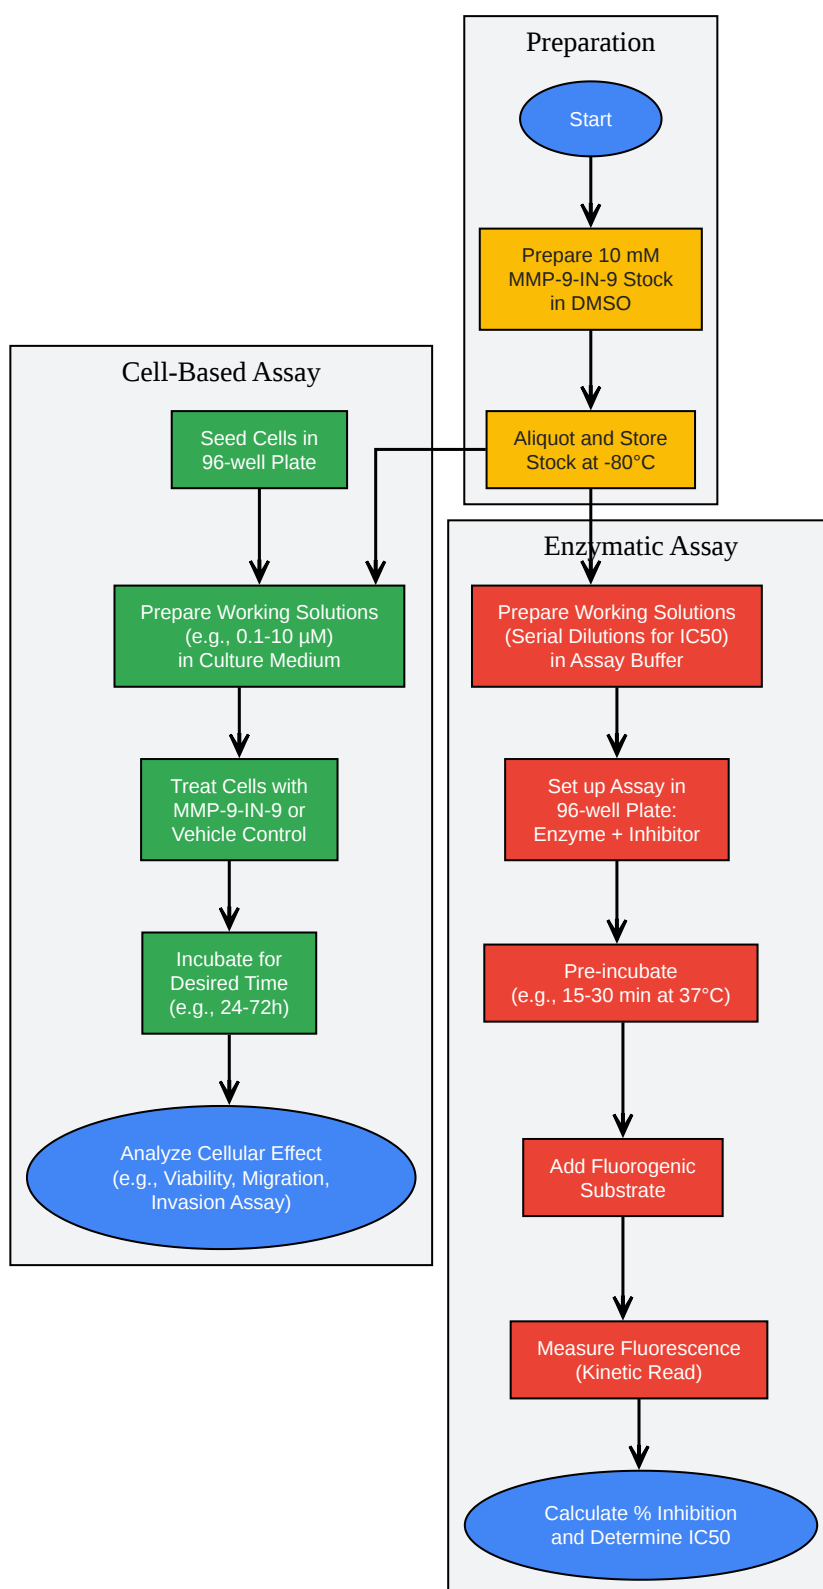 Preparation
Start
Prepare 10 mM
MMP-9-IN-9 Stock
in DMSO
Aliquot and Store
Stock at -80°C
Cell-Based Assay
Seed Cells in
96-well Plate
Prepare Working Solutions
(e.g., 0.1-10 µM)
in Culture Medium
Treat Cells with
MMP-9-IN-9 or
Vehicle Control
Incubate for
Desired Time
(e.g., 24-72h)
Analyze Cellular Effect
(e.g., Viability, Migration,
Invasion Assay)
Enzymatic Assay
Prepare Working Solutions
(Serial Dilutions for IC50)
in Assay Buffer
Set up Assay in
96-well Plate:
Enzyme + Inhibitor
Pre-incubate
(e.g., 15-30 min at 37°C)
Add Fluorogenic
Substrate
Measure Fluorescence
(Kinetic Read)
Calculate % Inhibition
and Determine IC50